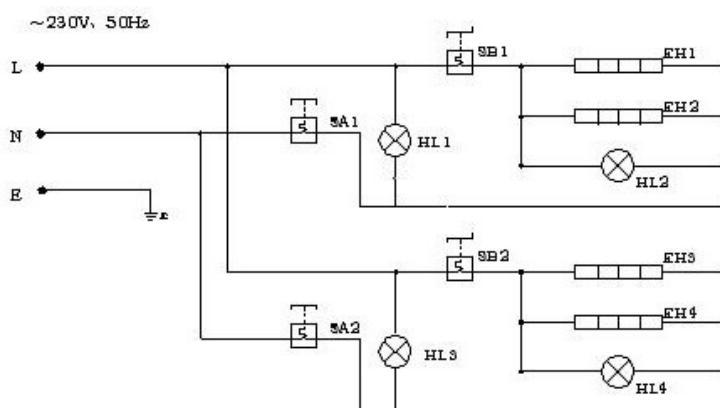 ~230V、50Hz
L
SB1
EH1
EH2
N
SA1
HL1
HL2
E
SB2
EH3
EH4
SA2
HL3
HL4